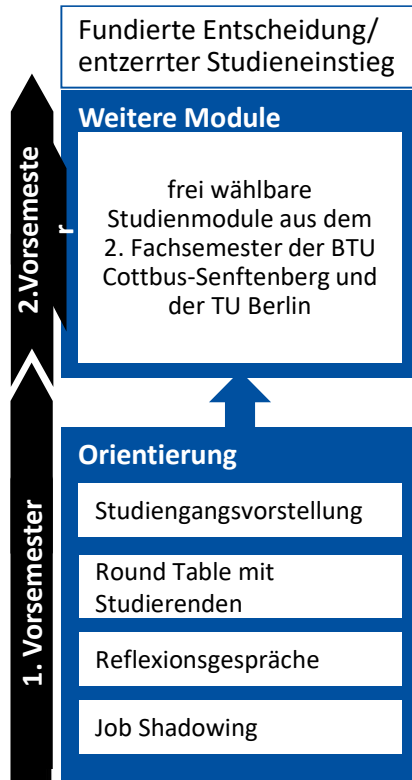 Fundierte Entscheidung/
entzerrter Studieneinstieg
Weitere Module
frei wählbare
Studienmodule aus dem
2. Fachsemester der BTU
Cottbus-Senftenberg und
der TU Berlin
2.Vorsemeste
r
Orientierung
Studiengangsvorstellung
Round Table mit
Studierenden
Reflexionsgespräche
Job Shadowing
1. Vorsemester